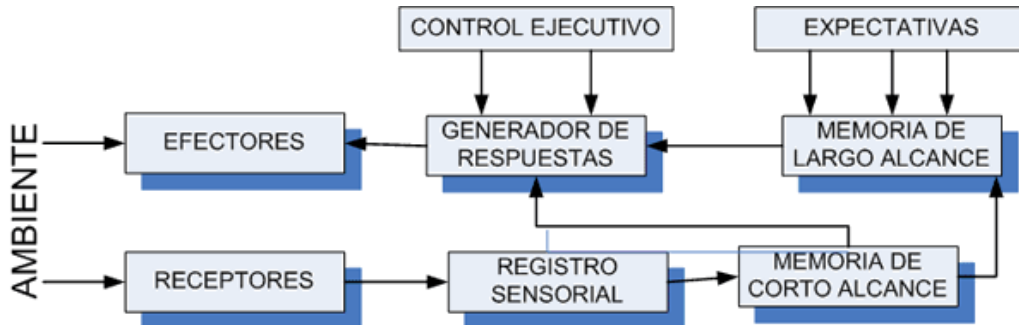 CONTROL EJECUTIVO
EXPECTATIVAS
AMBIENTE
EFECTORES
GENERADOR DE
RESPUESTAS
MEMORIA DE
LARGO ALCANCE
RECEPTORES
REGISTRO
SENSORIAL
MEMORIA DE
CORTO ALCANCE